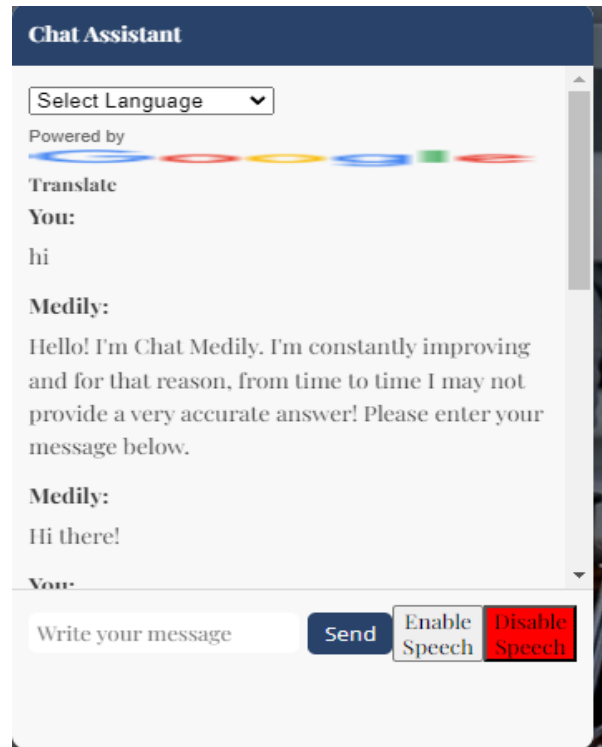 Chat Assistant
Select Language
Powered by
Google
Translate
You:
hi
Medily:
Hello! I'm Chat Medily. I'm constantly improving
and for that reason, from time to time I may not
provide a very accurate answer! Please enter your
message below.
Medily:
Hi there!
You:
Write your message
Send
Enable
Speech
Disable
Speech